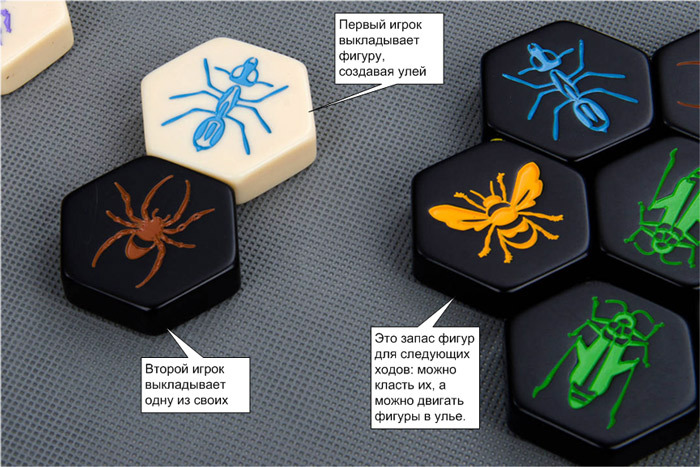 Первый игрок
выкладывает
фигуру,
создавая улей
Второй игрок
выкладывает
одну из своих
Это запас фигур
для следующих
ходов: можно
класть их, а
можно двигать
фигуры в улье.